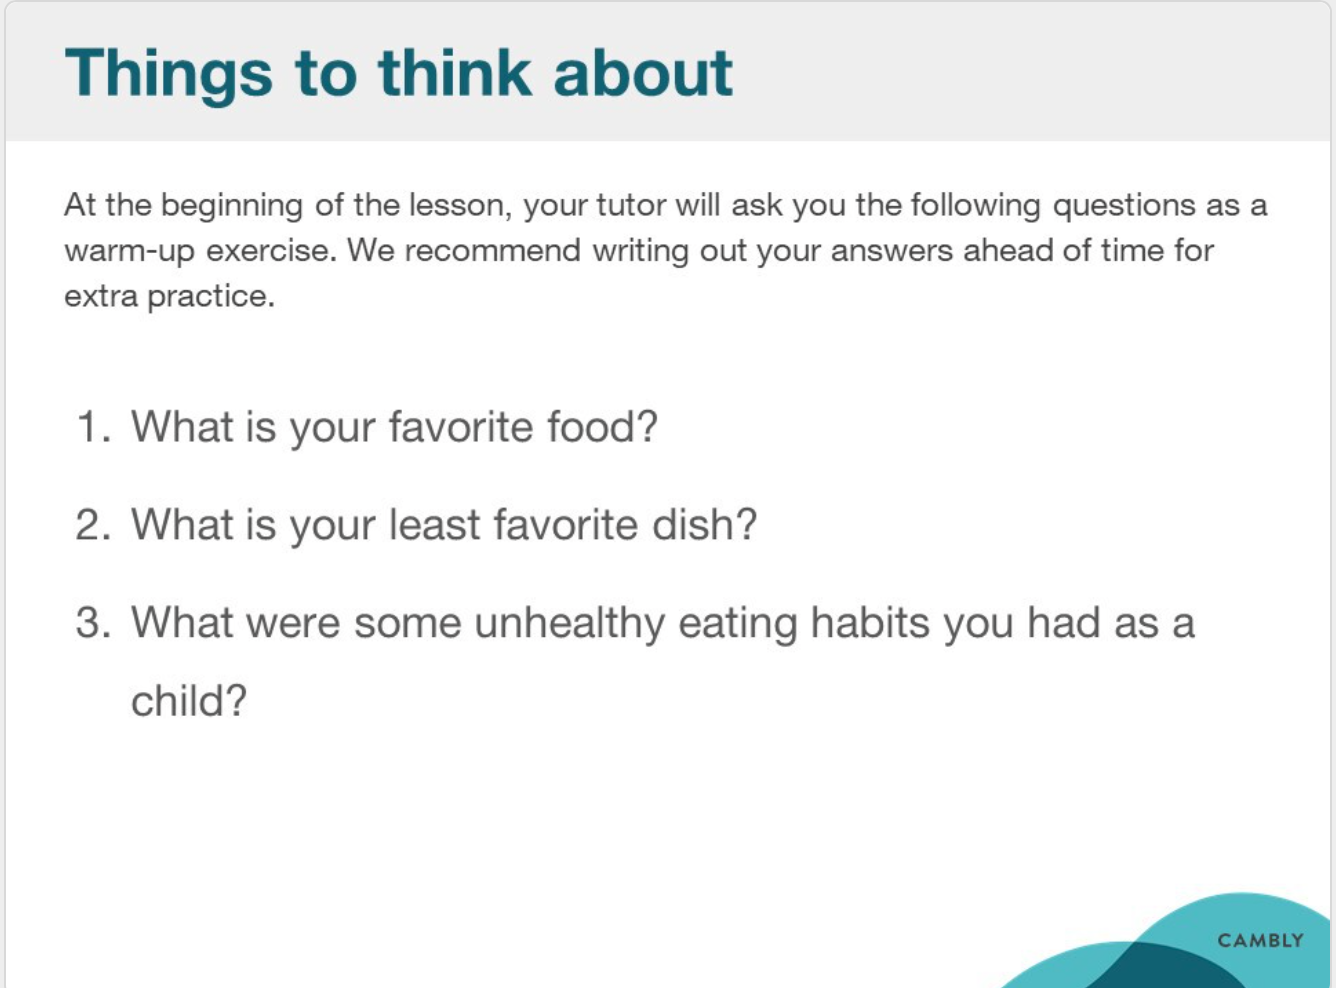 Things to think about
At the beginning of the lesson, your tutor will ask you the following questions as a
warm-up exercise. We recommend writing out your answers ahead of time for
extra practice.
1. What is your favorite food?
2. What is your least favorite dish?
3. What were some unhealthy eating habits you had as a
child?
CAMBLY